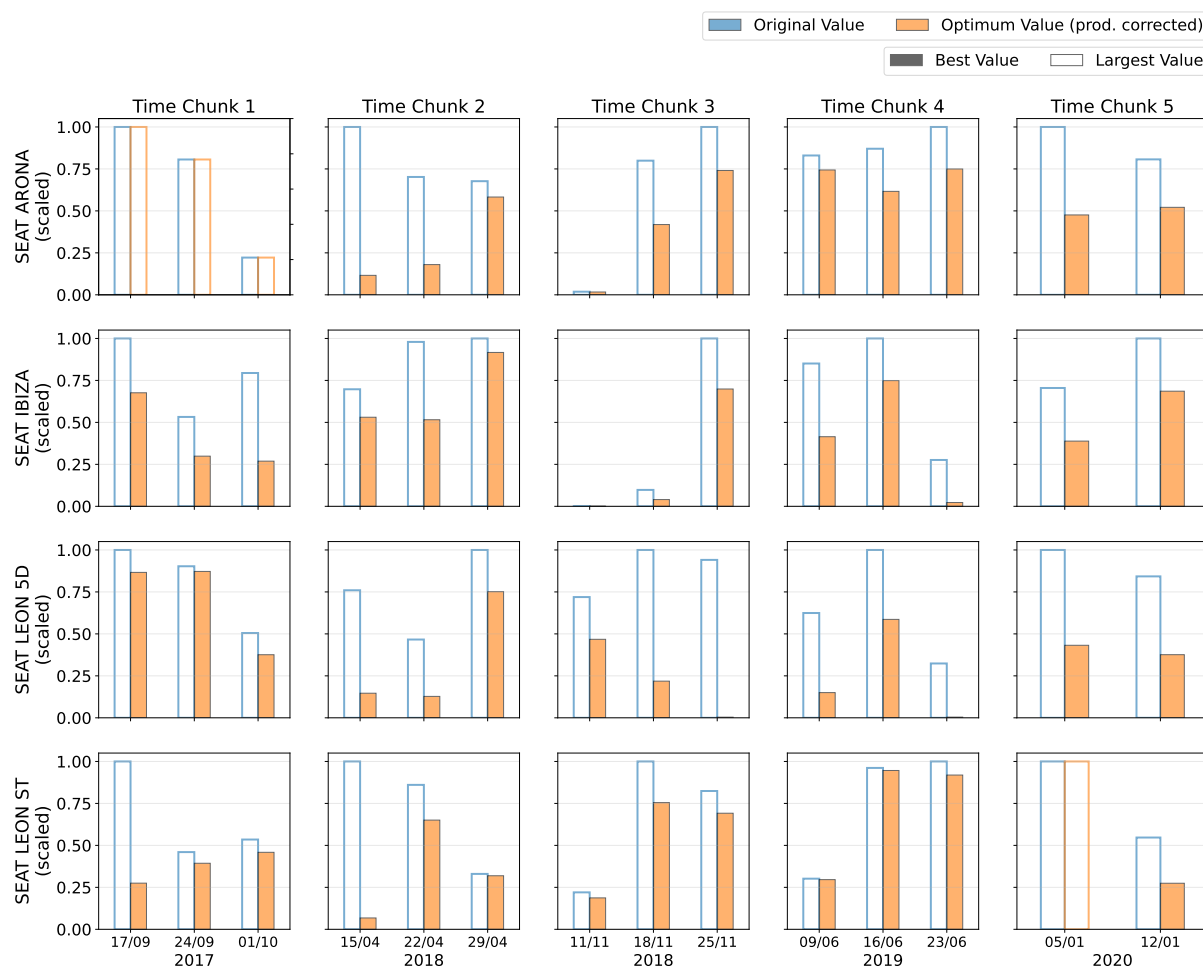 Original Value Optimum Value (prod. corrected)
Best Value Largest Value
Time Chunk 1 Time Chunk 2 Time Chunk 3 Time Chunk 4 Time Chunk 5
SEAT ARONA
(scaled)
1.00
0.75
0.50
0.25
0.00
SEAT IBIZA
(scaled)
1.00
0.75
0.50
0.25
0.00
SEAT LEON 5D
(scaled)
1.00
0.75
0.50
0.25
0.00
SEAT LEON ST
(scaled)
1.00
0.75
0.50
0.25
0.00
17/09 24/09 01/10 15/04 22/04 29/04 11/11 18/11 25/11 09/06 16/06 23/06 05/01 12/01
2017 2018 2018 2019 2020